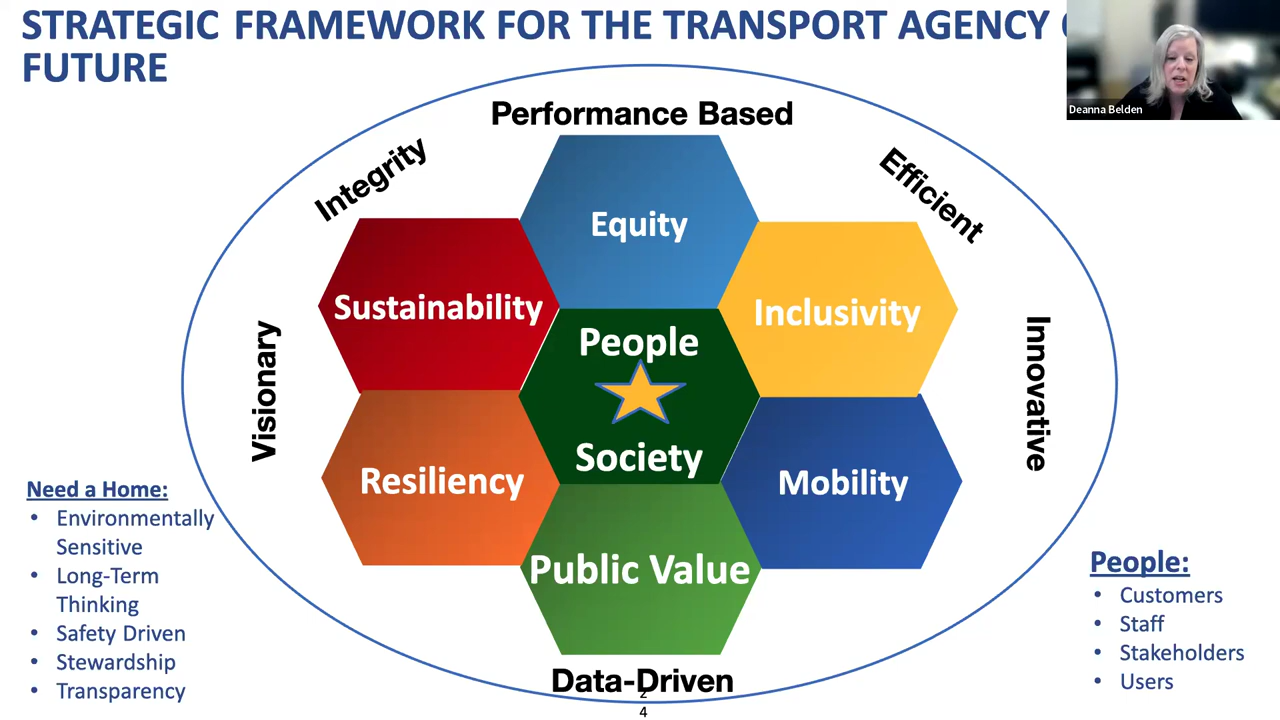 STRATEGIC FRAMEWORK FOR THE TRANSPORT AGENCY
FUTURE
Deanna Belden
Performance Based
Integrity
Efficient
Equity
Sustainability
Inclusivity
People
Visionary
Innovative
Society
Resiliency
Mobility
Public Value
Data-Driven
2
4
Need a Home:
• Environmentally
Sensitive
• Long-Term
Thinking
• Safety Driven
• Stewardship
• Transparency
People:
• Customers
• Staff
• Stakeholders
• Users